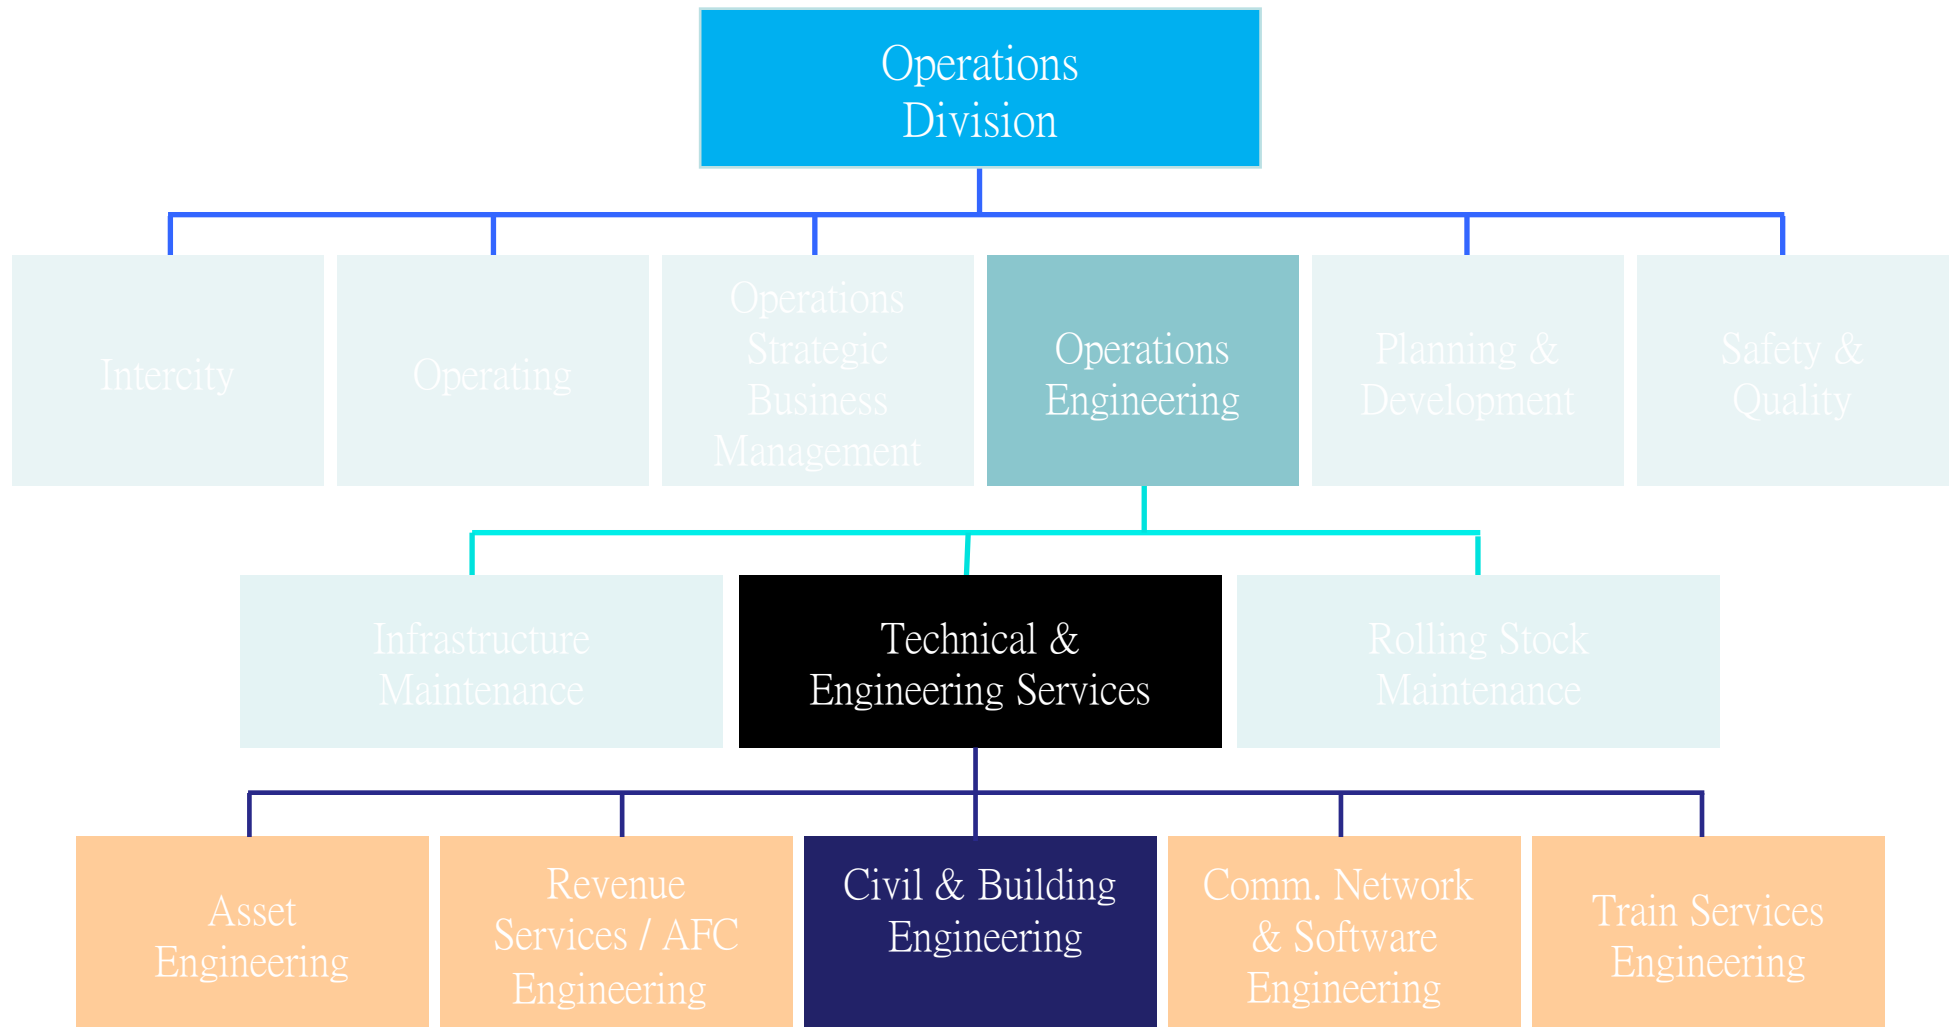 Operations
Division
Intercity
Operating
Operations
Strategic
Business
Management
Operations
Engineering
Planning &
Development
Safety &
Quality
Infrastructure
Maintenance
Technical &
Engineering Services
Rolling Stock
Maintenance
Asset
Engineering
Revenue
Services / AFC
Engineering
Civil & Building
Engineering
Comm. Network
& Software
Engineering
Train Services
Engineering